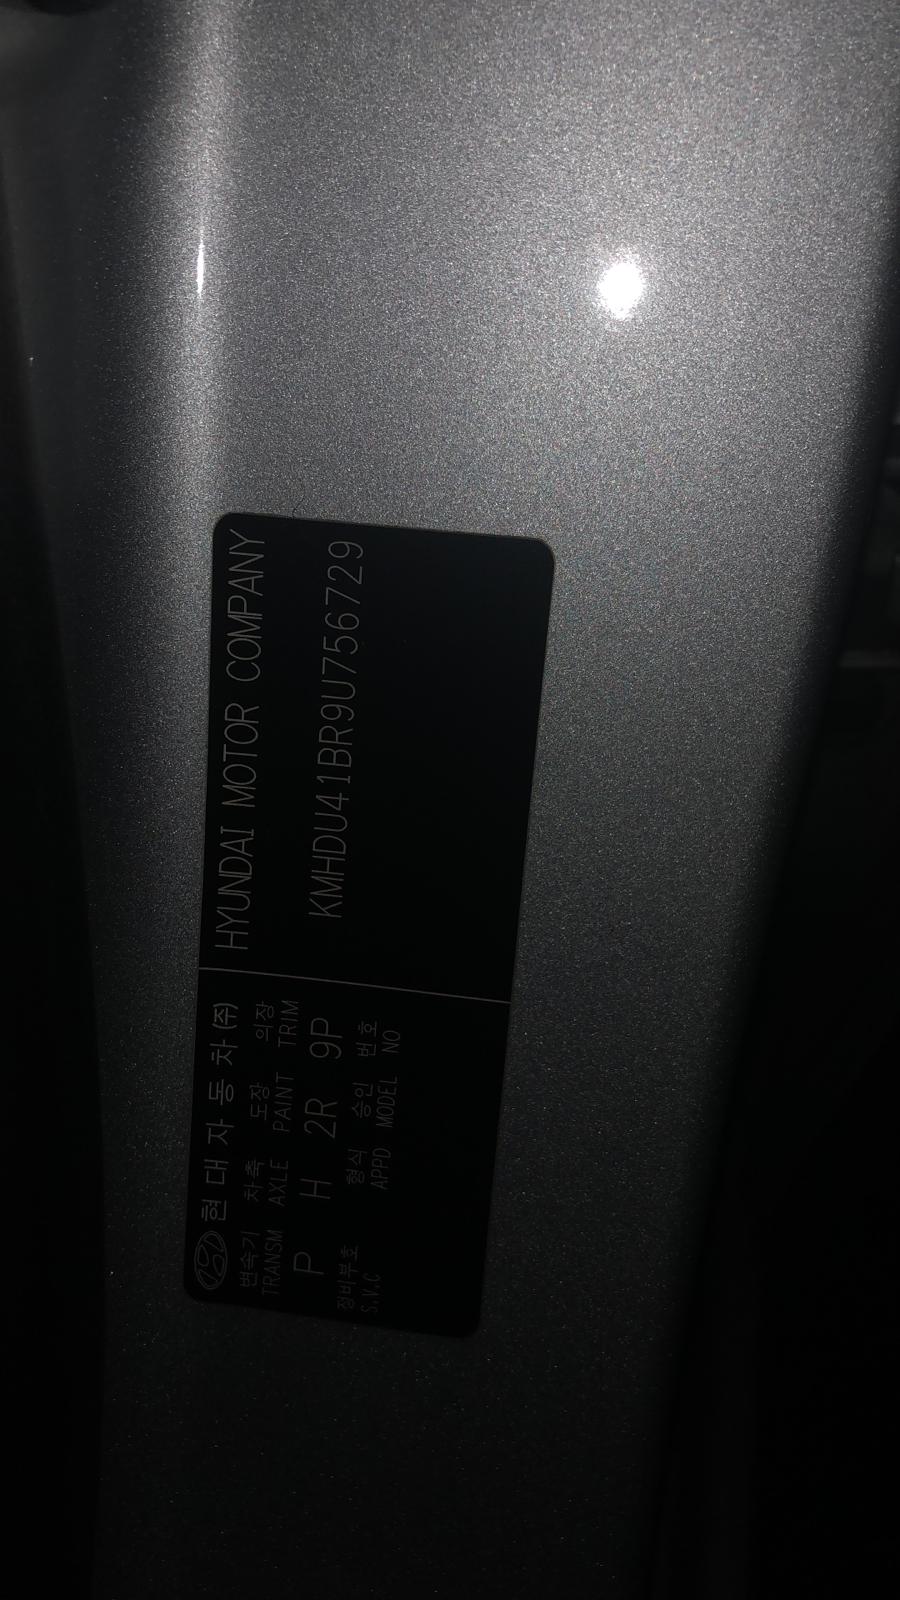 현대자동차(주) HYUNDAI MOTOR COMPANY
변속기 차축 도장 의장
TRANSM AXLE PAINT TRIM
P H 2R 9P KMHDU41BR9U756729
정비부호 형식 승인 번호
S.V.C APPD MODEL NO